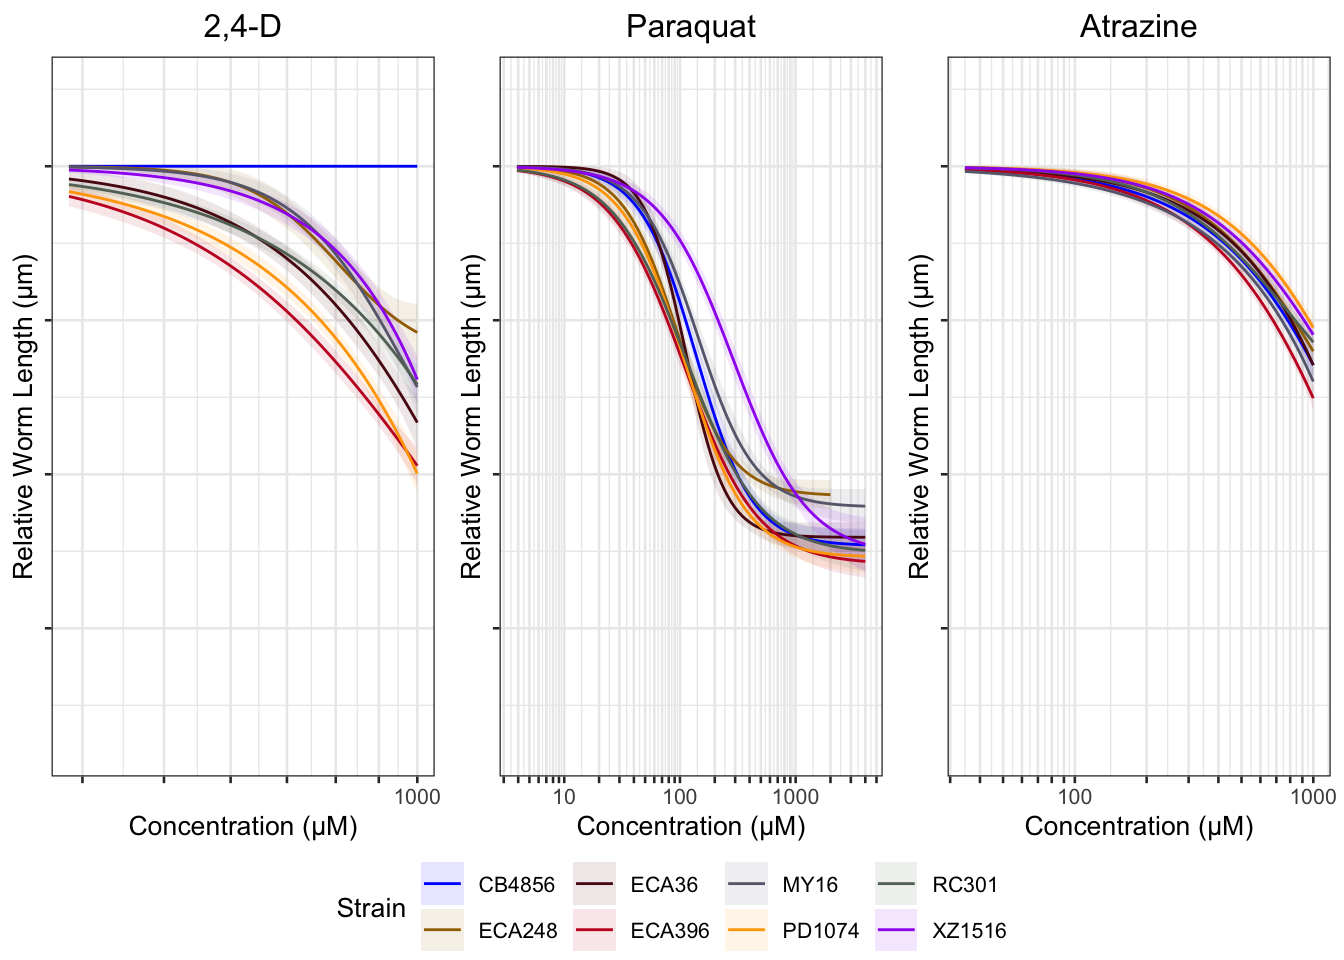 2,4-D
Paraquat
Atrazine
Relative Worm Length (µm)
Relative Worm Length (µm)
Relative Worm Length (µm)
1000
10
100
1000
100
1000
Concentration (µM)
Concentration (µM)
Concentration (µM)
Strain
CB4856
ECA36
MY16
RC301
ECA248
ECA396
PD1074
XZ1516